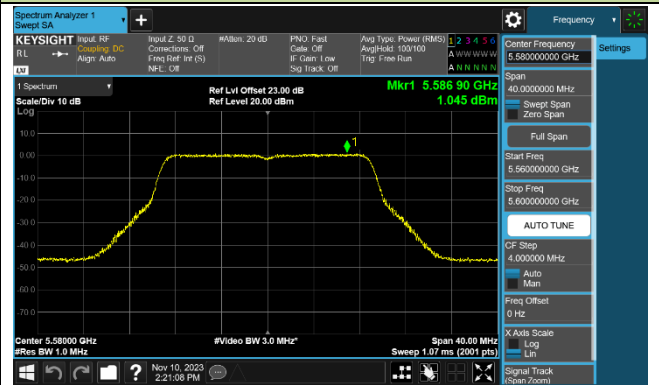 Spectrum Analyzer 1
Swept SA
Frequency
KEYSIGHT Input: RF Input Z: 50 Ω #Atten: 20 dB PNO: Fast Avg Type: Power (RMS) 1 2 3 4 5 6
RL Coupling: DC Corrections: Off Gate: Off Avg|Hold: 100/100 A W W W W W
Align: Auto Freq Ref: Int (S) IF Gain: Low Trig: Free Run
NFE: Off Sig Track: Off A N N N N N
LXI
1 Spectrum
Scale/Div 10 dB
Log
Ref Lvl Offset 23.00 dB
Ref Level 20.00 dBm
Mkr1 5.586 90 GHz
1.045 dBm
10.0
0.00
-10.0
-20.0
-30.0
-40.0
-50.0
-60.0
-70.0
1
Center 5.58000 GHz #Video BW 3.0 MHz* Span 40.00 MHz
#Res BW 1.0 MHz Sweep 1.07 ms (2001 pts)
Nov 10, 2023
2:21:08 PM
?
Center Frequency
5.580000000 GHz
Settings
Span
40.0000000 MHz
Swept Span
Zero Span
Full Span
Start Freq
5.560000000 GHz
Stop Freq
5.600000000 GHz
AUTO TUNE
CF Step
4.000000 MHz
Auto
Man
Freq Offset
0 Hz
X Axis Scale
Log
Lin
Signal Track
(Span Zoom)